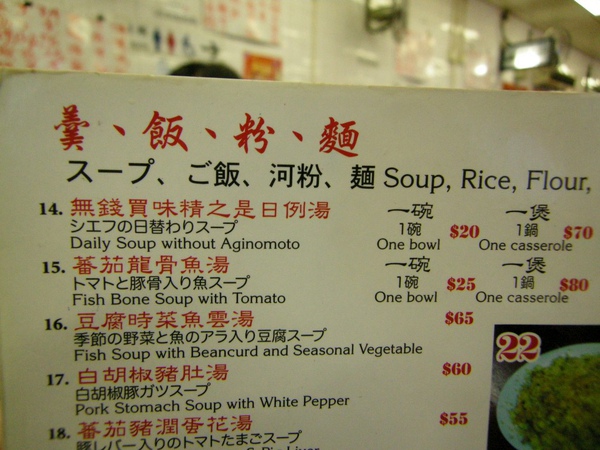 羹、飯、粉、麵
スープ、ご飯、河粉、麺 Soup, Rice, Flour,
14. 無錢買味精之是日例湯 一碗 一煲
シエフの日替わりスープ 1碗 $20 1鍋 $70
Daily Soup without Aginomoto One bowl One casserole
15. 蕃茄龍骨魚湯 一碗 一煲
トマトと豚骨入り魚スープ 1碗 $25 1鍋 $80
Fish Bone Soup with Tomato One bowl One casserole
16. 豆腐時菜魚雲湯 $65
季節の野菜と魚のアラ入り豆腐スープ
Fish Soup with Beancurd and Seasonal Vegetable
22
17. 白胡椒豬肚湯 $60
白胡椒豚ガツスープ
Pork Stomach Soup with White Pepper
18. 蕃茄豬潤蛋花湯 $55
豚レバー入りのトマトたまごスープ